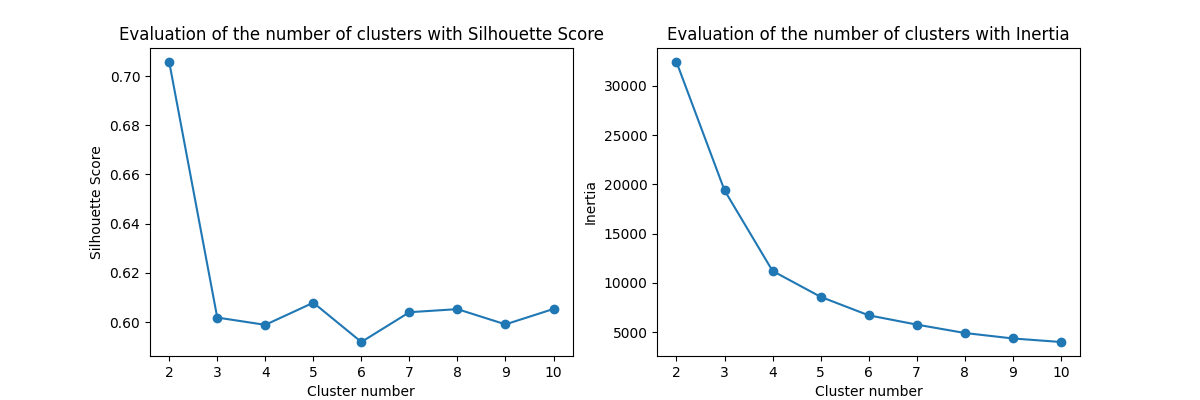 Evaluation of the number of clusters with Silhouette Score
0.70
0.68
0.66
0.64
0.62
0.60
Silhouette Score
2 3 4 5 6 7 8 9 10
Cluster number
Evaluation of the number of clusters with Inertia
30000
25000
20000
15000
10000
5000
Inertia
2 3 4 5 6 7 8 9 10
Cluster number